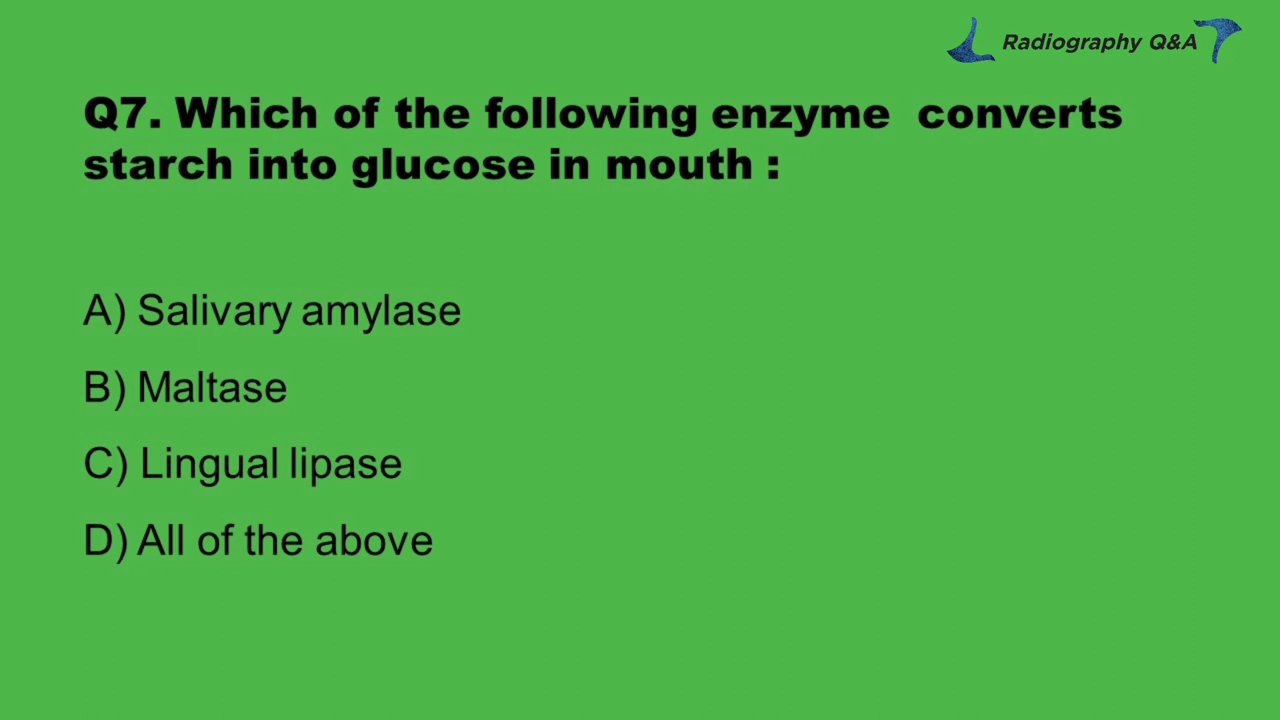 Radiography Q&A
Q7. Which of the following enzyme  converts
starch into glucose in mouth :
A) Salivary amylase
B) Maltase
C) Lingual lipase
D) All of the above